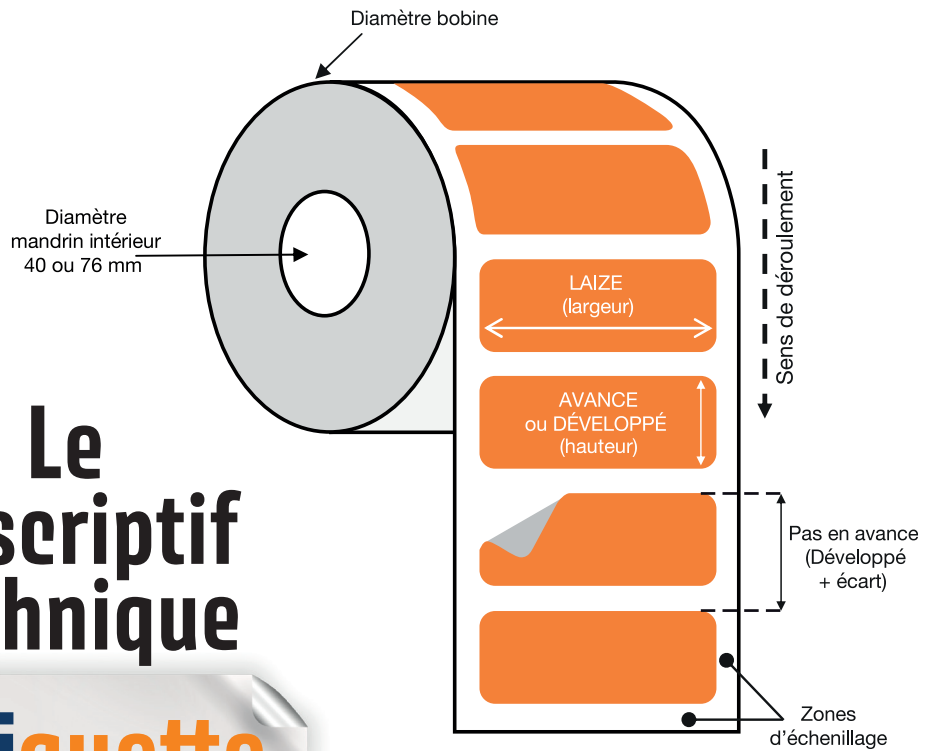 Diamètre bobine
Diamètre
mandrin intérieur
40 ou 76 mm
LAIZE
(largeur)
Sens de déroulement
AVANCE
ou DÉVELOPPÉ
(hauteur)
Pas en avance
(Développé
+ écart)
Zones
d'échenillage
Le
scriptif
hnique
iquette